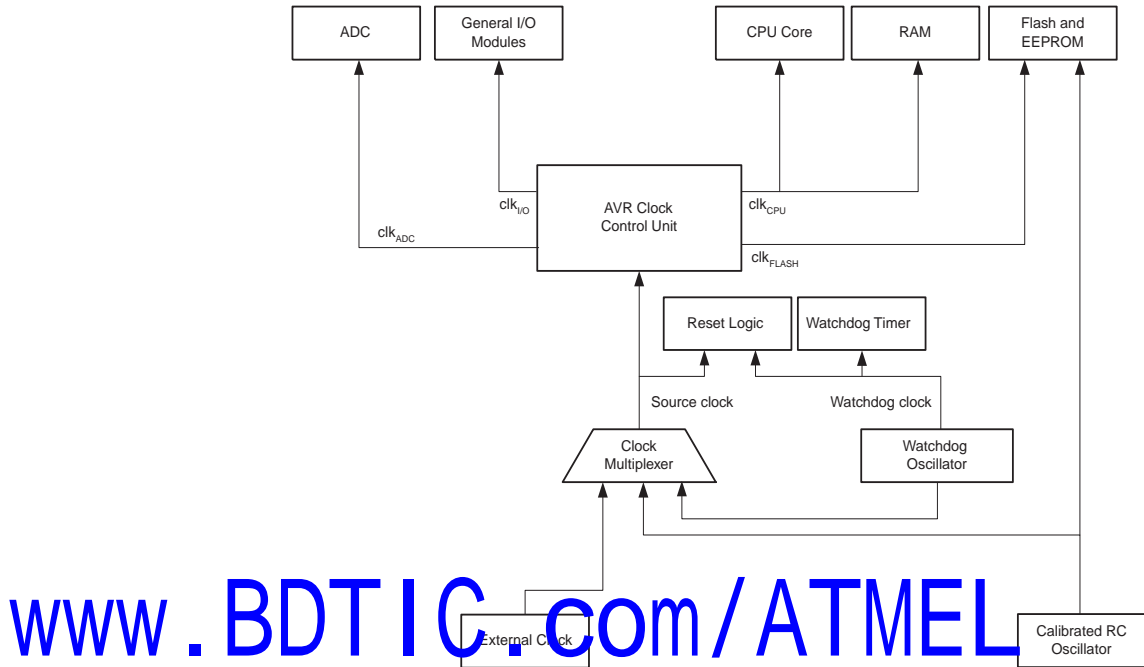 ADC
General I/O
Modules
CPU Core
RAM
Flash and
EEPROM
AVR Clock
Control Unit
clkI/O
clkADC
clkCPU
clkFLASH
Reset Logic
Watchdog Timer
Source clock
Watchdog clock
Clock
Multiplexer
Watchdog
Oscillator
www.BDTIC.com/ATMEL
External Clock
Calibrated RC
Oscillator